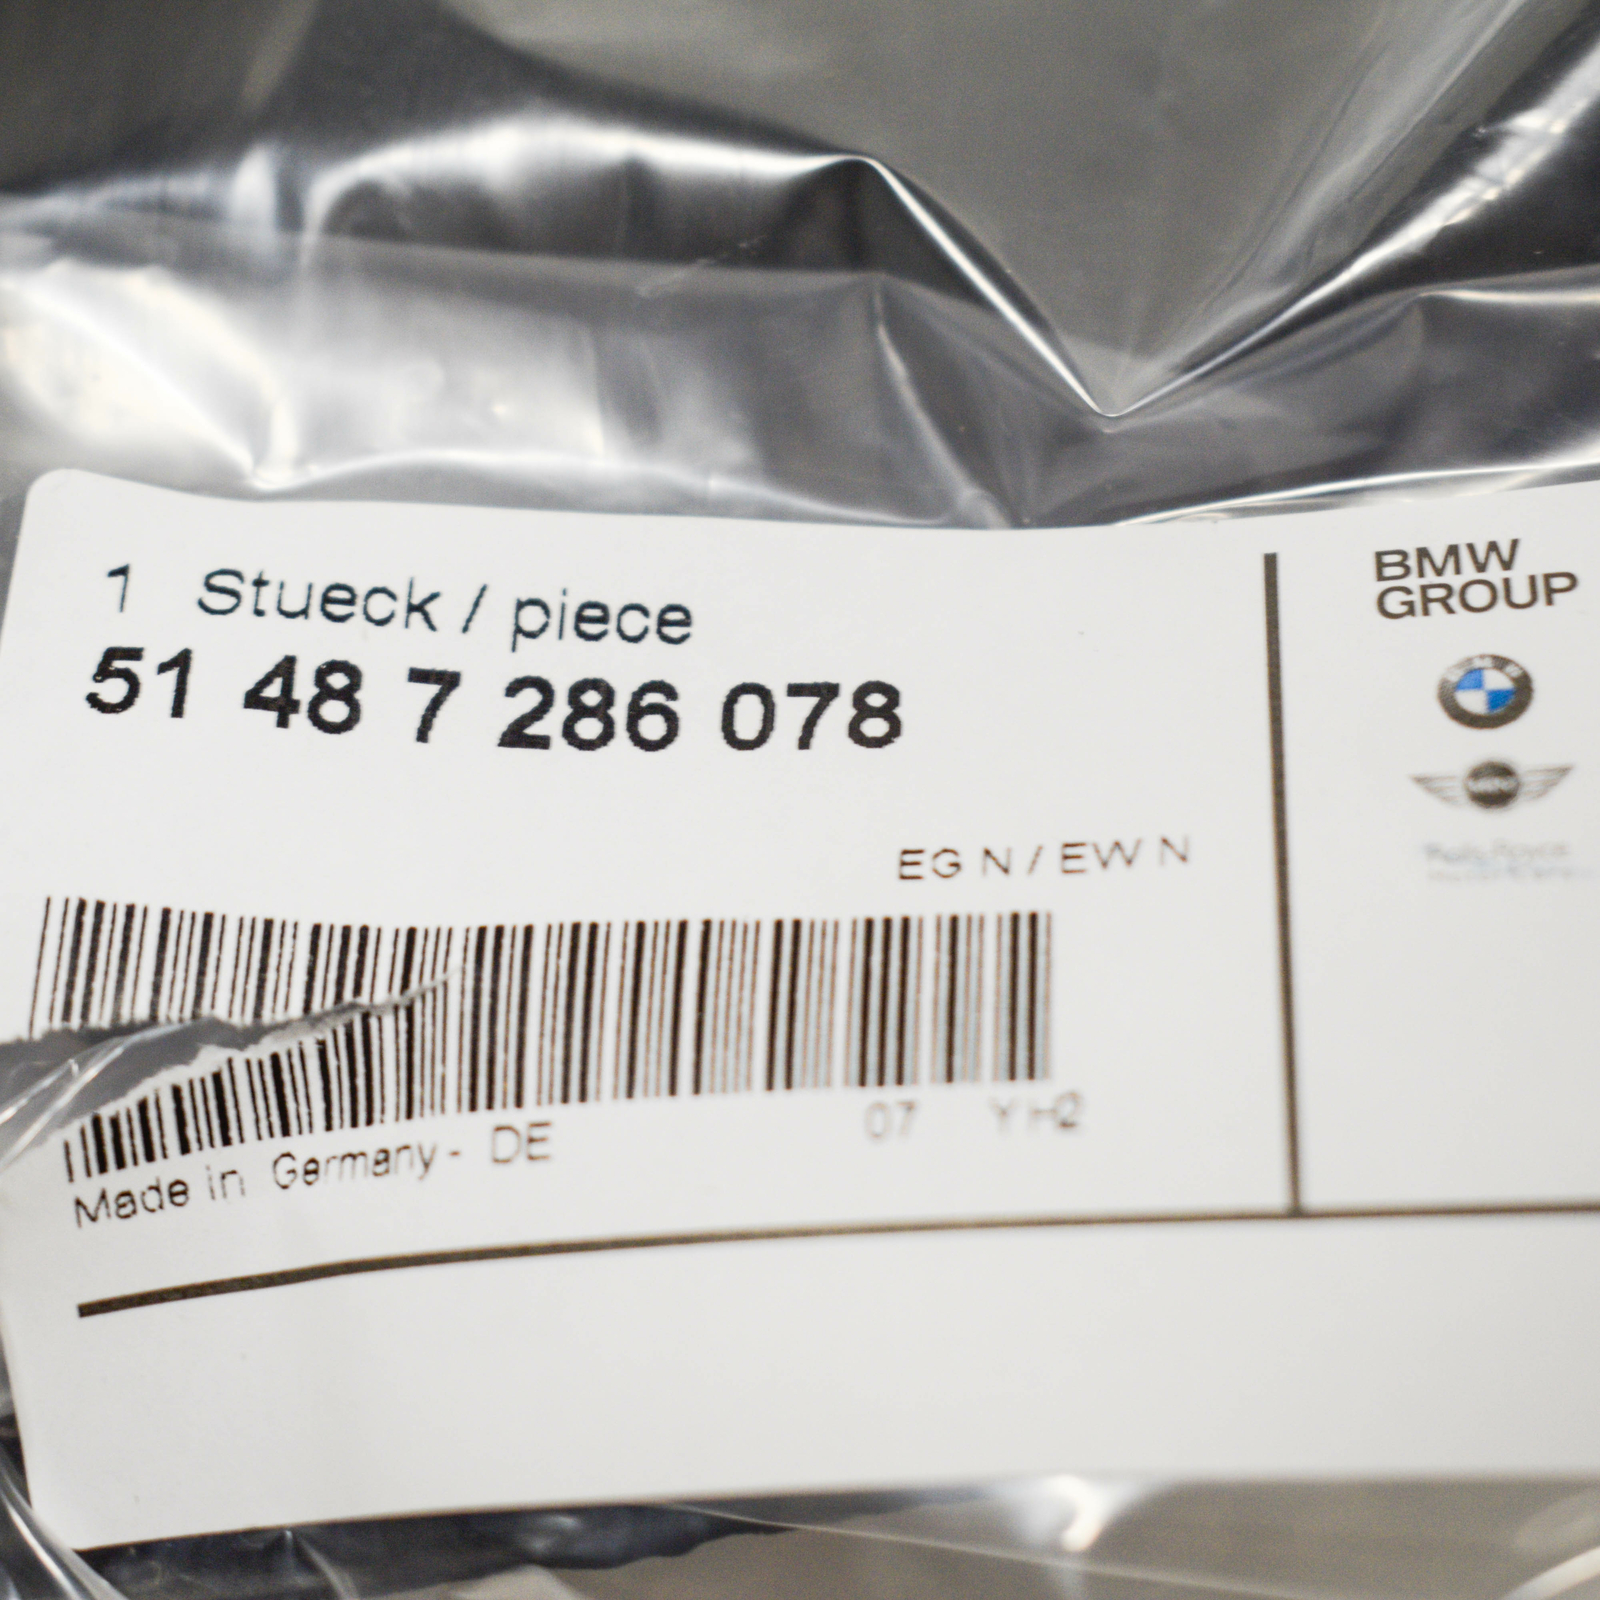 1 Stueck / piece
51 48 7 286 078
EG N / EW N
07 YH2
Made in Germany - DE
BMW
GROUP